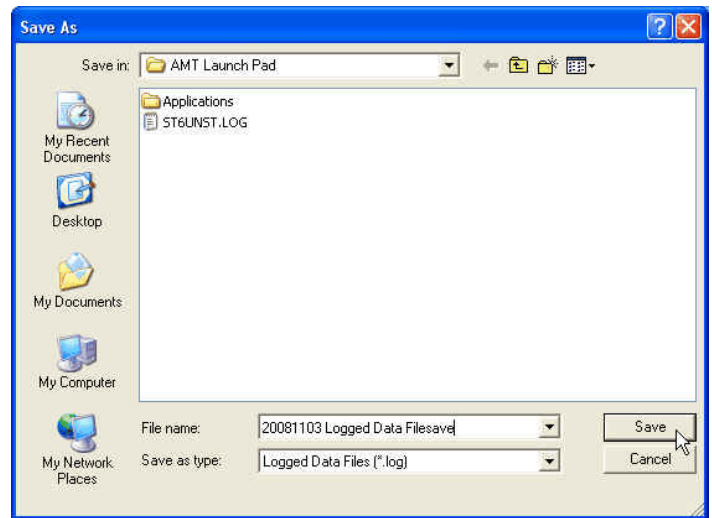 Save As
Save in:
AMT Launch Pad
Applications
ST6UNST.LOG
My Recent
Documents
Desktop
My Documents
My Computer
My Network
Places
File name:
20081103 Logged Data Filesave
Save
Save as type:
Logged Data Files (*.log)
Cancel